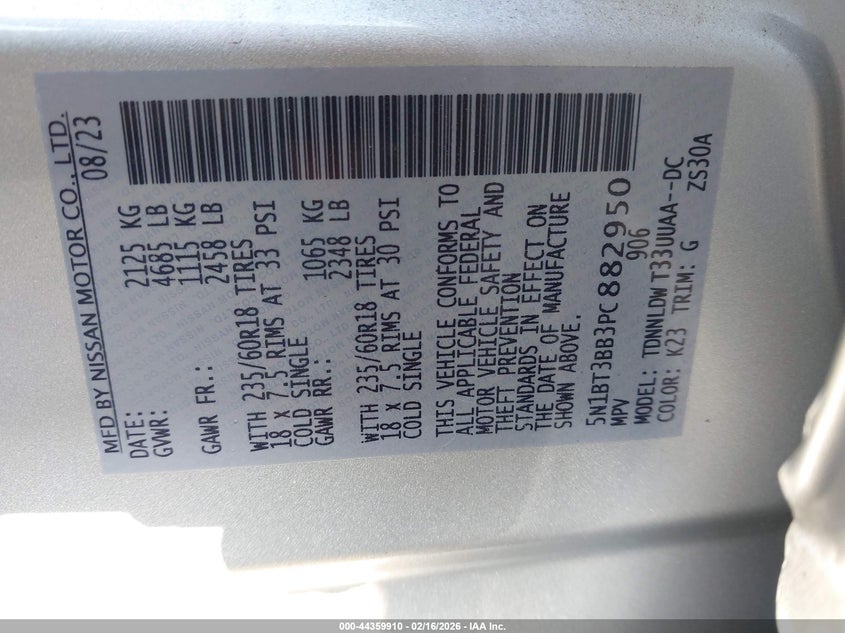 MFD BY NISSAN MOTOR CO., LTD.
DATE: 08/23
GVWR: 2125 KG
4685 LB
GAWR FR.: 1115 KG
2458 LB
WITH 235/60R18 TIRES
18 X 7.5 RIMS AT 33 PSI
COLD SINGLE
GAWR RR.: 1065 KG
2348 LB
WITH 235/60R18 TIRES
18 X 7.5 RIMS AT 30 PSI
COLD SINGLE
THIS VEHICLE CONFORMS TO
ALL APPLICABLE FEDERAL
MOTOR VEHICLE SAFETY AND
THEFT PREVENTION
STANDARDS IN EFFECT ON
THE DATE OF MANUFACTURE
SHOWN ABOVE.
5N1BT3BB3PC882950
MPV 906
MODEL: TDNNLDW T33UUAA--DC
COLOR: K23 TRIM: G ZS30A
000-44359910 - 02/16/2026 - IAA Inc.